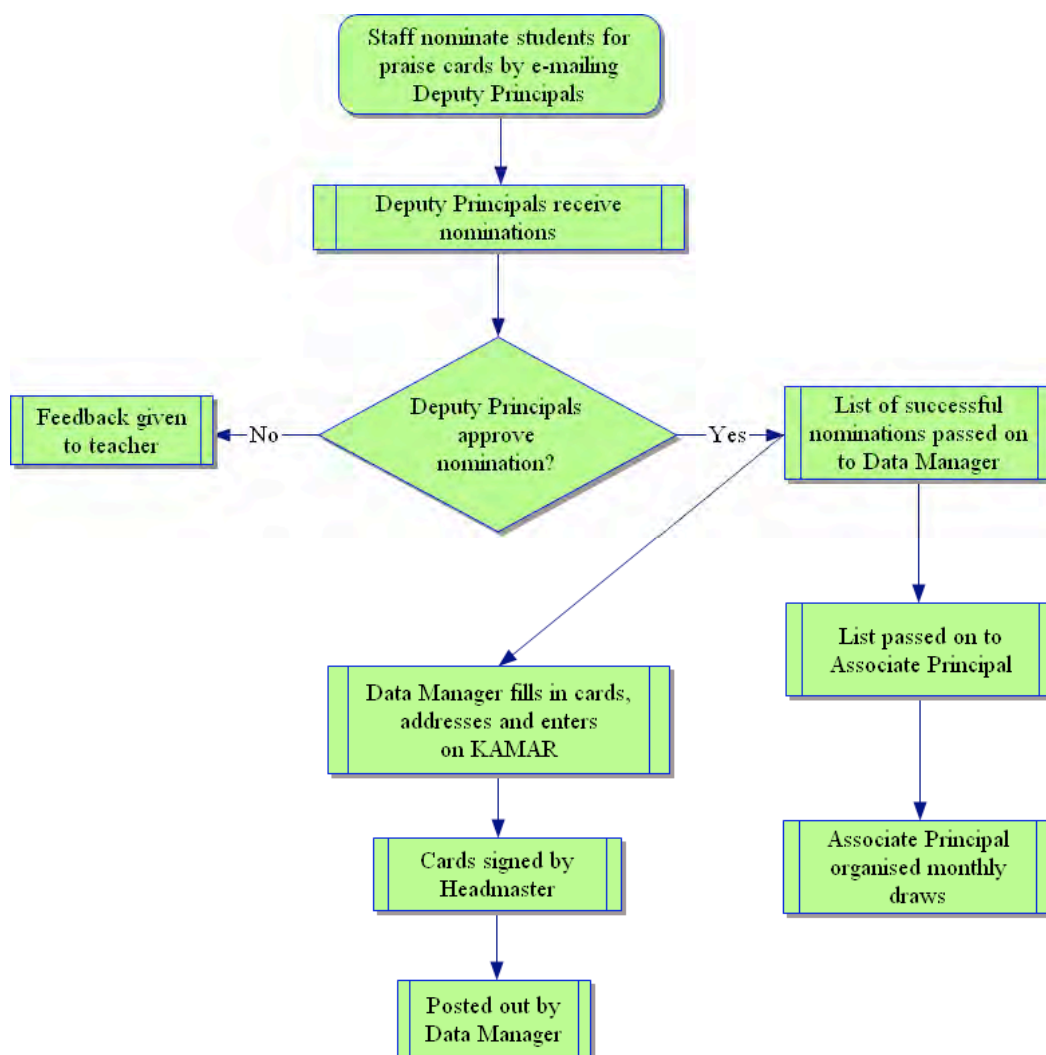 Staff nominate students for
praise cards by e-mailing
Deputy Principals
Deputy Principals receive
nominations
Deputy Principals
approve
nomination?
No
Feedback given
to teacher
Yes
List of successful
nominations passed on
to Data Manager
List passed on to
Associate Principal
Data Manager fills in cards,
addresses and enters
on KAMAR
Associate Principal
organised monthly
draws
Cards signed by
Headmaster
Posted out by
Data Manager